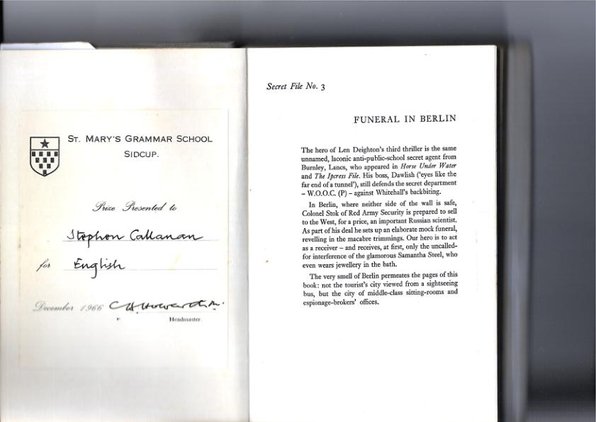 ST. MARY'S GRAMMAR SCHOOL
SIDCUP.
Prize Presented to
Stephen Callanan
for English
December 1966
Headmaster
Secret File No. 3
FUNERAL IN BERLIN
The hero of Len Deighton's third thriller is the same
unnamed, laconic anti-public-school secret agent from
Burnley, Lancs, who appeared in Horse Under Water
and The Ipcress File. His boss, Dawlish ('eyes like the
far end of a tunnel'), still defends the secret department
– W.O.O.C. (P) – against Whitehall's backbiting.
In Berlin, where neither side of the wall is safe,
Colonel Stok of Red Army Security is prepared to sell
to the West, for a price, an important Russian scientist.
As part of his deal he sets up an elaborate mock funeral,
revelling in the macabre trimmings. Our hero is to act
as a receiver – and receives, at first, only the uncalled-
for interference of the glamorous Samantha Steel, who
even wears jewellery in the bath.
The very smell of Berlin permeates the pages of this
book: not the tourist's city viewed from a sightseeing
bus, but the city of middle-class sitting-rooms and
espionage-brokers' offices.